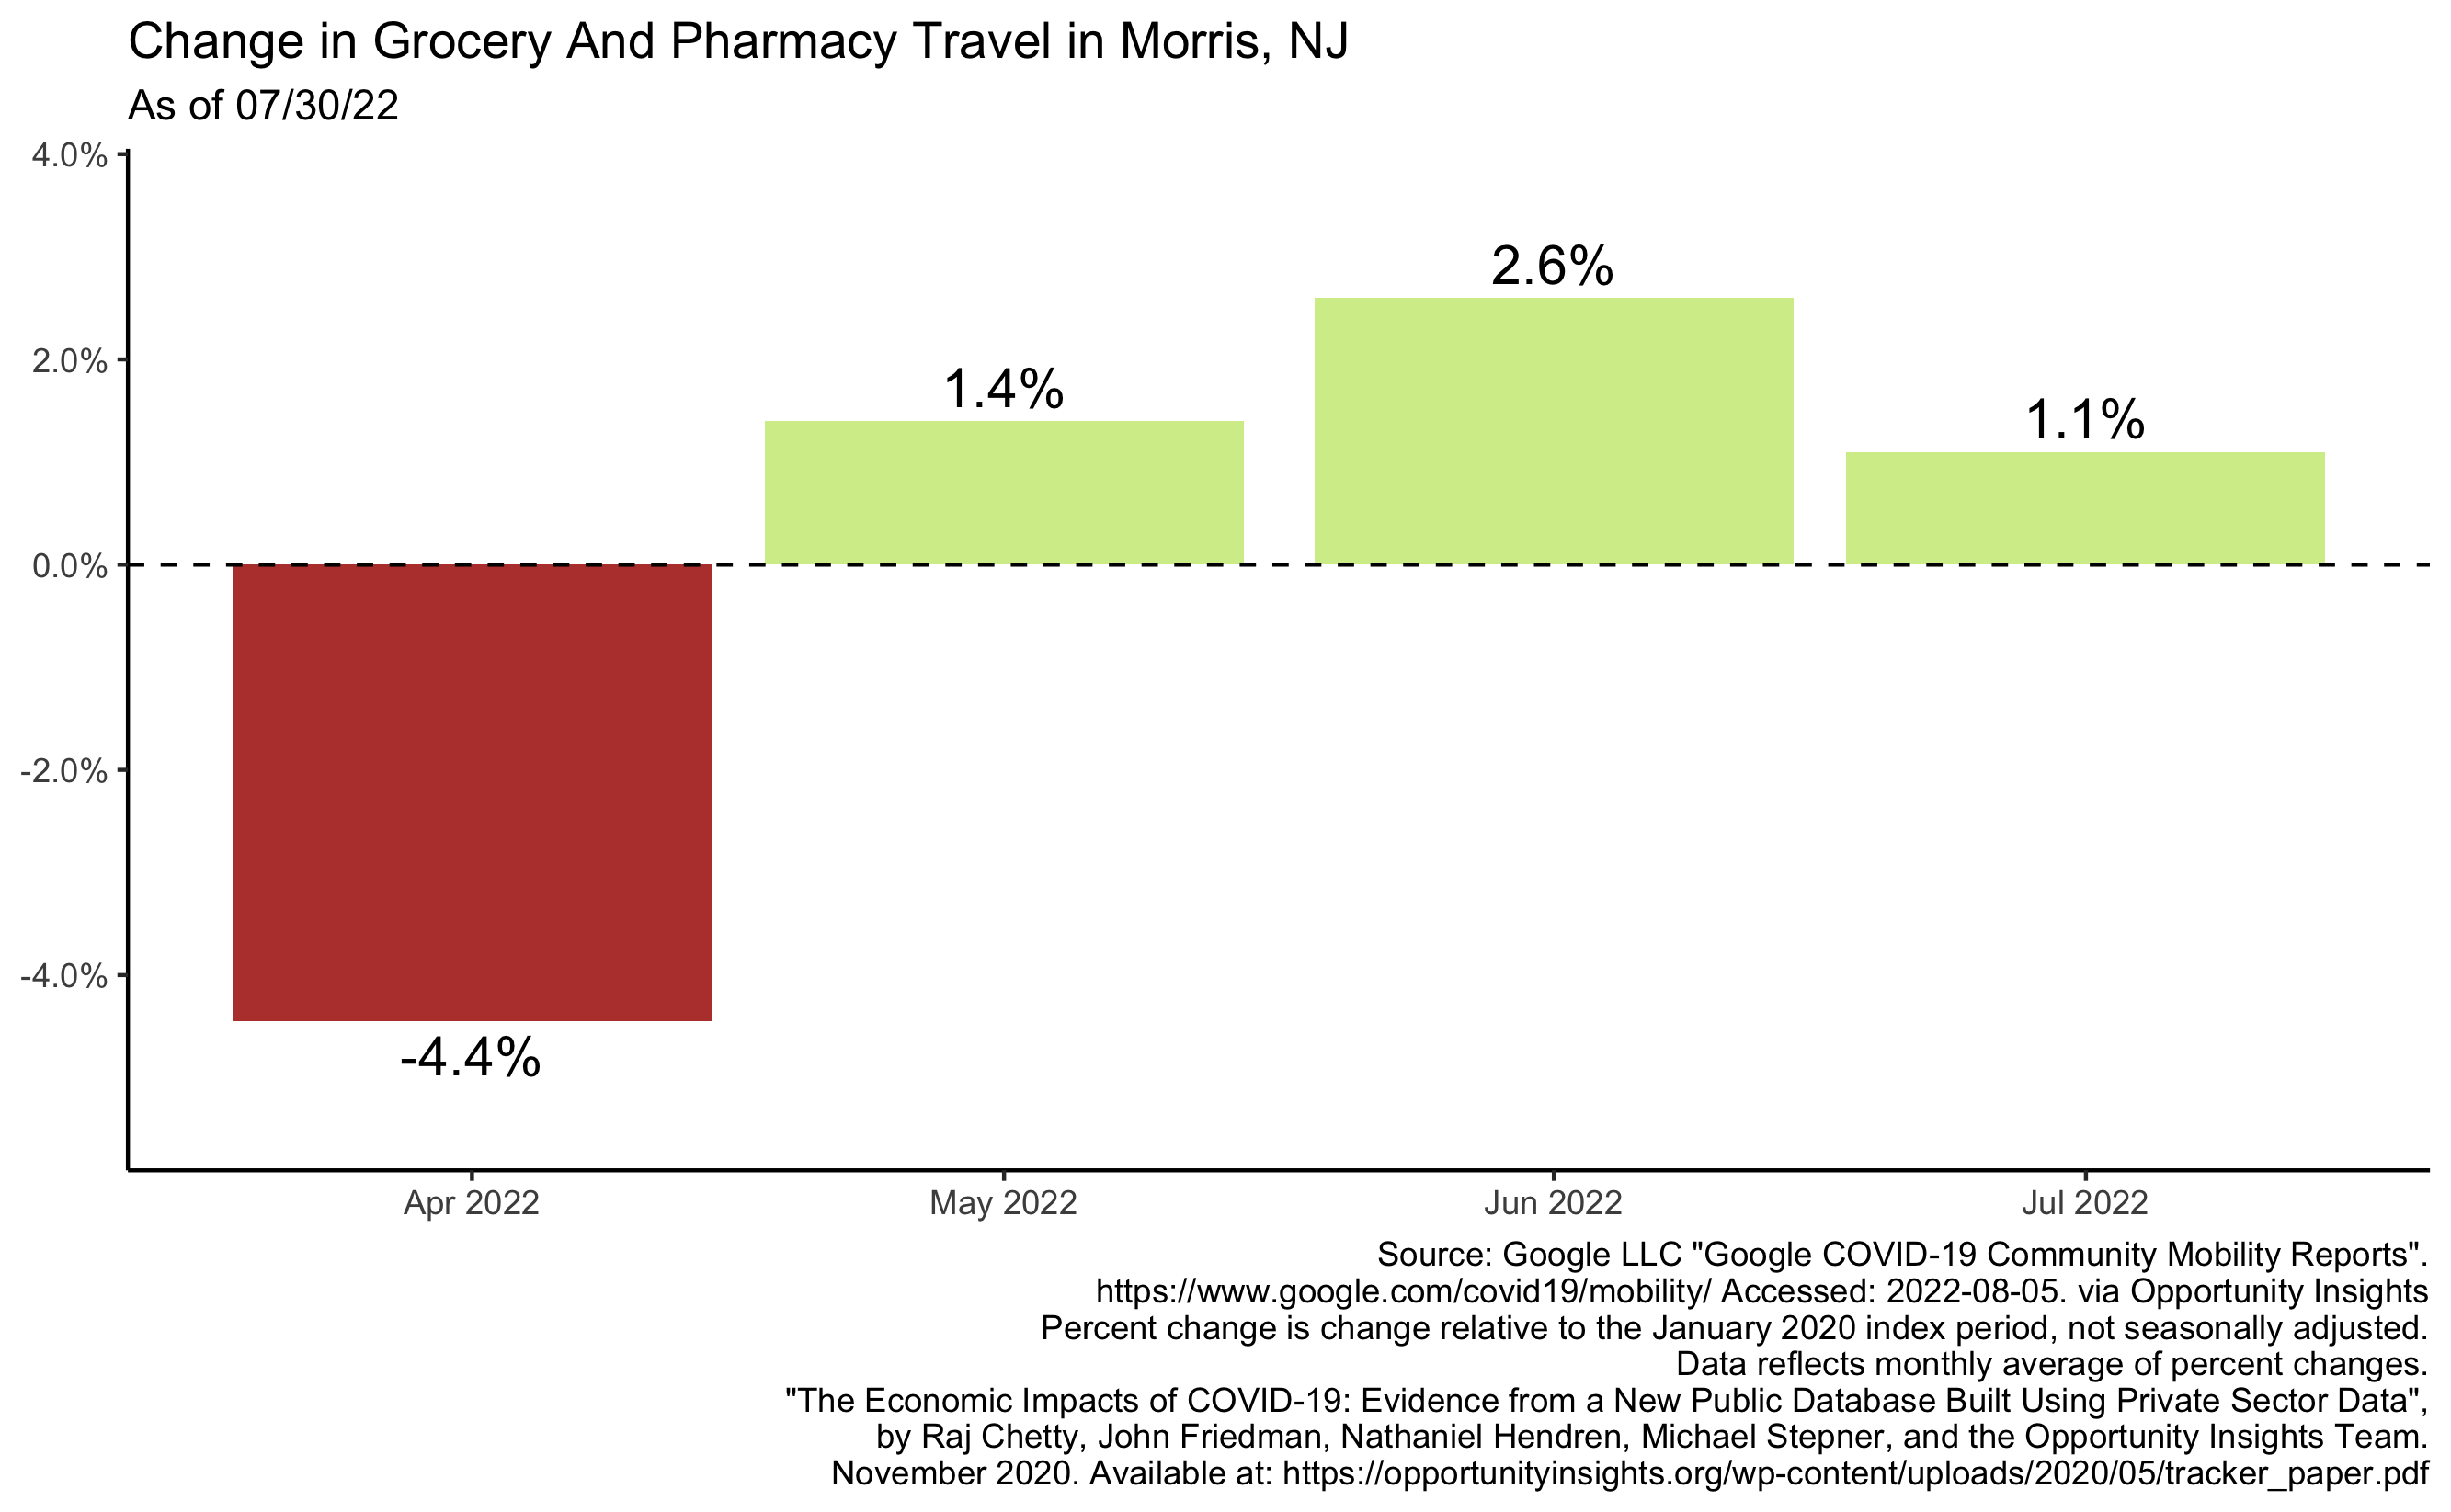 Change in Grocery And Pharmacy Travel in Morris, NJ
As of 07/30/22
4.0%
2.0%
0.0%
-2.0%
-4.0%
-4.4%
1.4%
2.6%
1.1%
Apr 2022
May 2022
Jun 2022
Jul 2022
Source: Google LLC "Google COVID-19 Community Mobility Reports".
https://www.google.com/covid19/mobility/ Accessed: 2022-08-05. via Opportunity Insights
Percent change is change relative to the January 2020 index period, not seasonally adjusted.
Data reflects monthly average of percent changes.
"The Economic Impacts of COVID-19: Evidence from a New Public Database Built Using Private Sector Data",
by Raj Chetty, John Friedman, Nathaniel Hendren, Michael Stepner, and the Opportunity Insights Team.
November 2020. Available at: https://opportunityinsights.org/wp-content/uploads/2020/05/tracker_paper.pdf